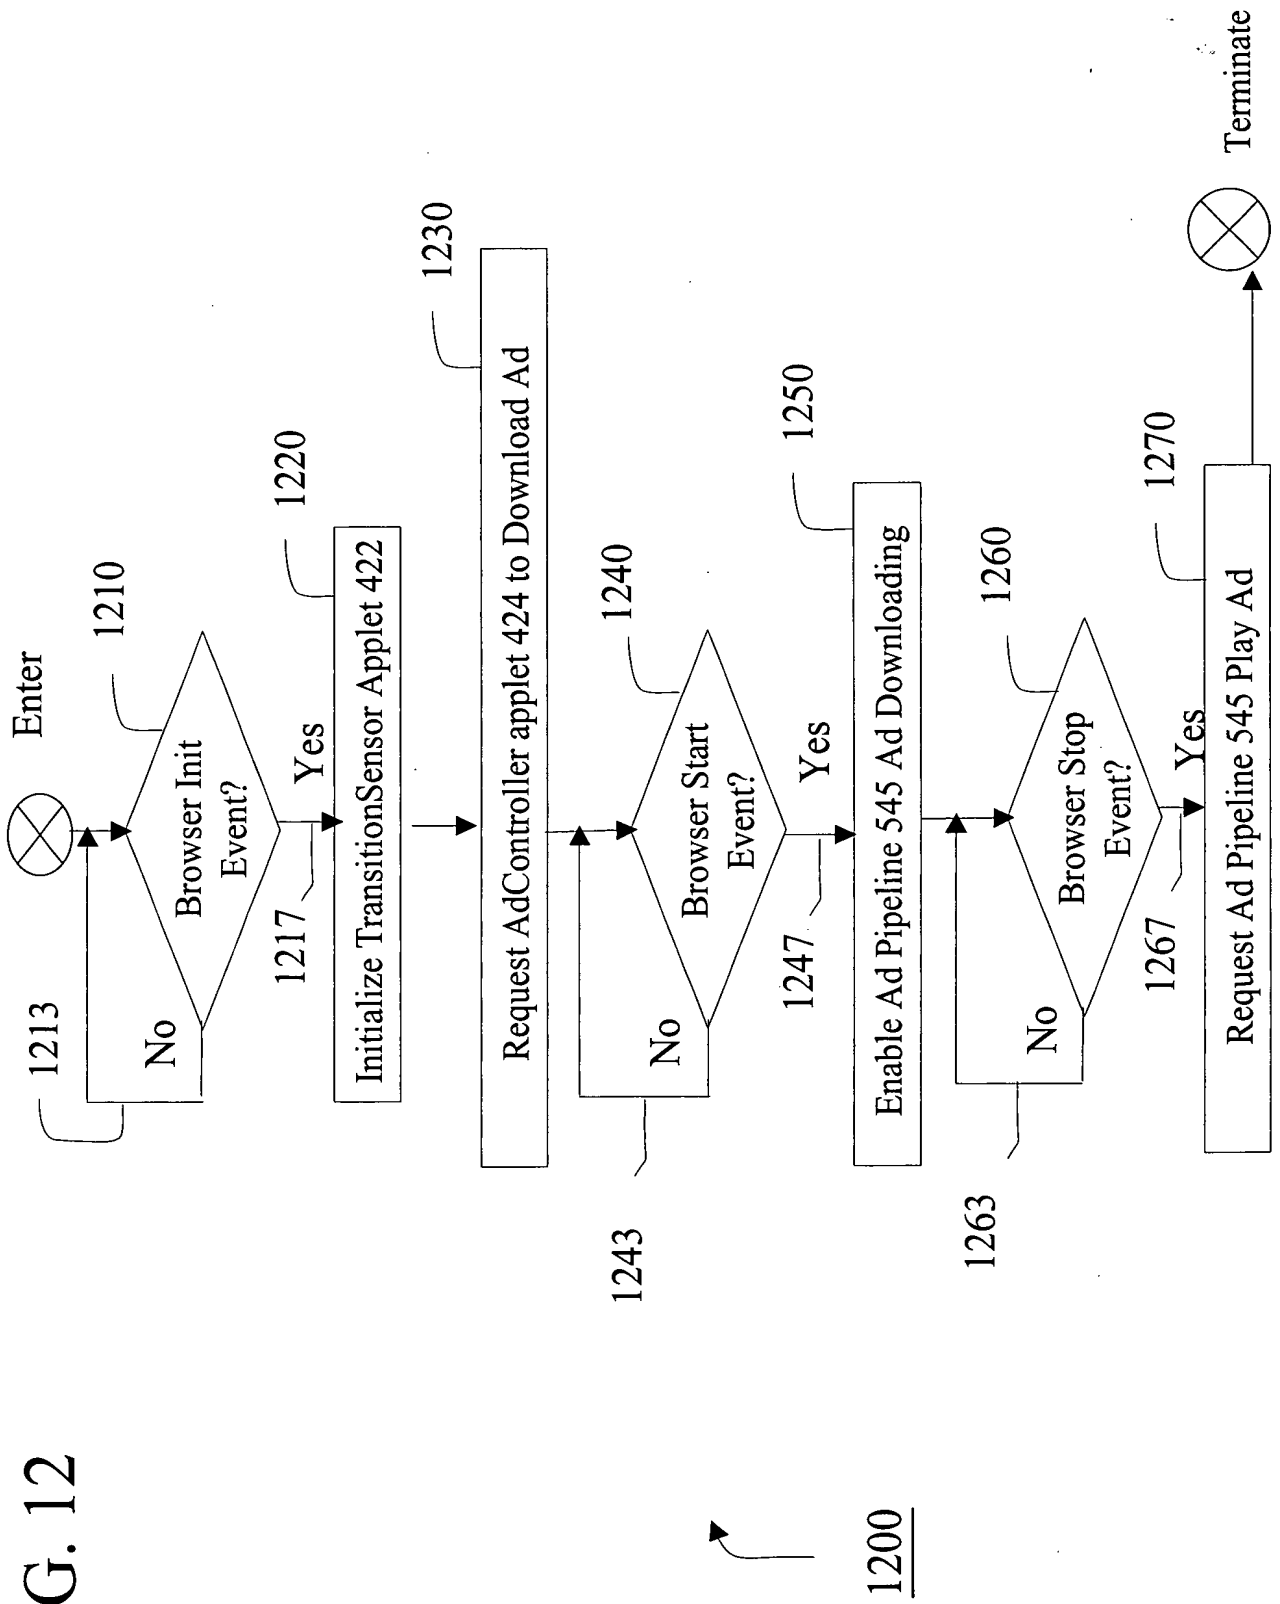 G. 12
Enter
1210
Browser Init
Event?
1213
No
Yes
1217
1220
Initialize TransitionSensor Applet 422
1230
Request AdController applet 424 to Download Ad
1240
Browser Start
Event?
No
1243
Yes
1247
1250
Enable Ad Pipeline 545 Ad Downloading
1260
Browser Stop
Event?
No
1263
Yes
1267
1270
Request Ad Pipeline 545 Play Ad
Terminate
1200